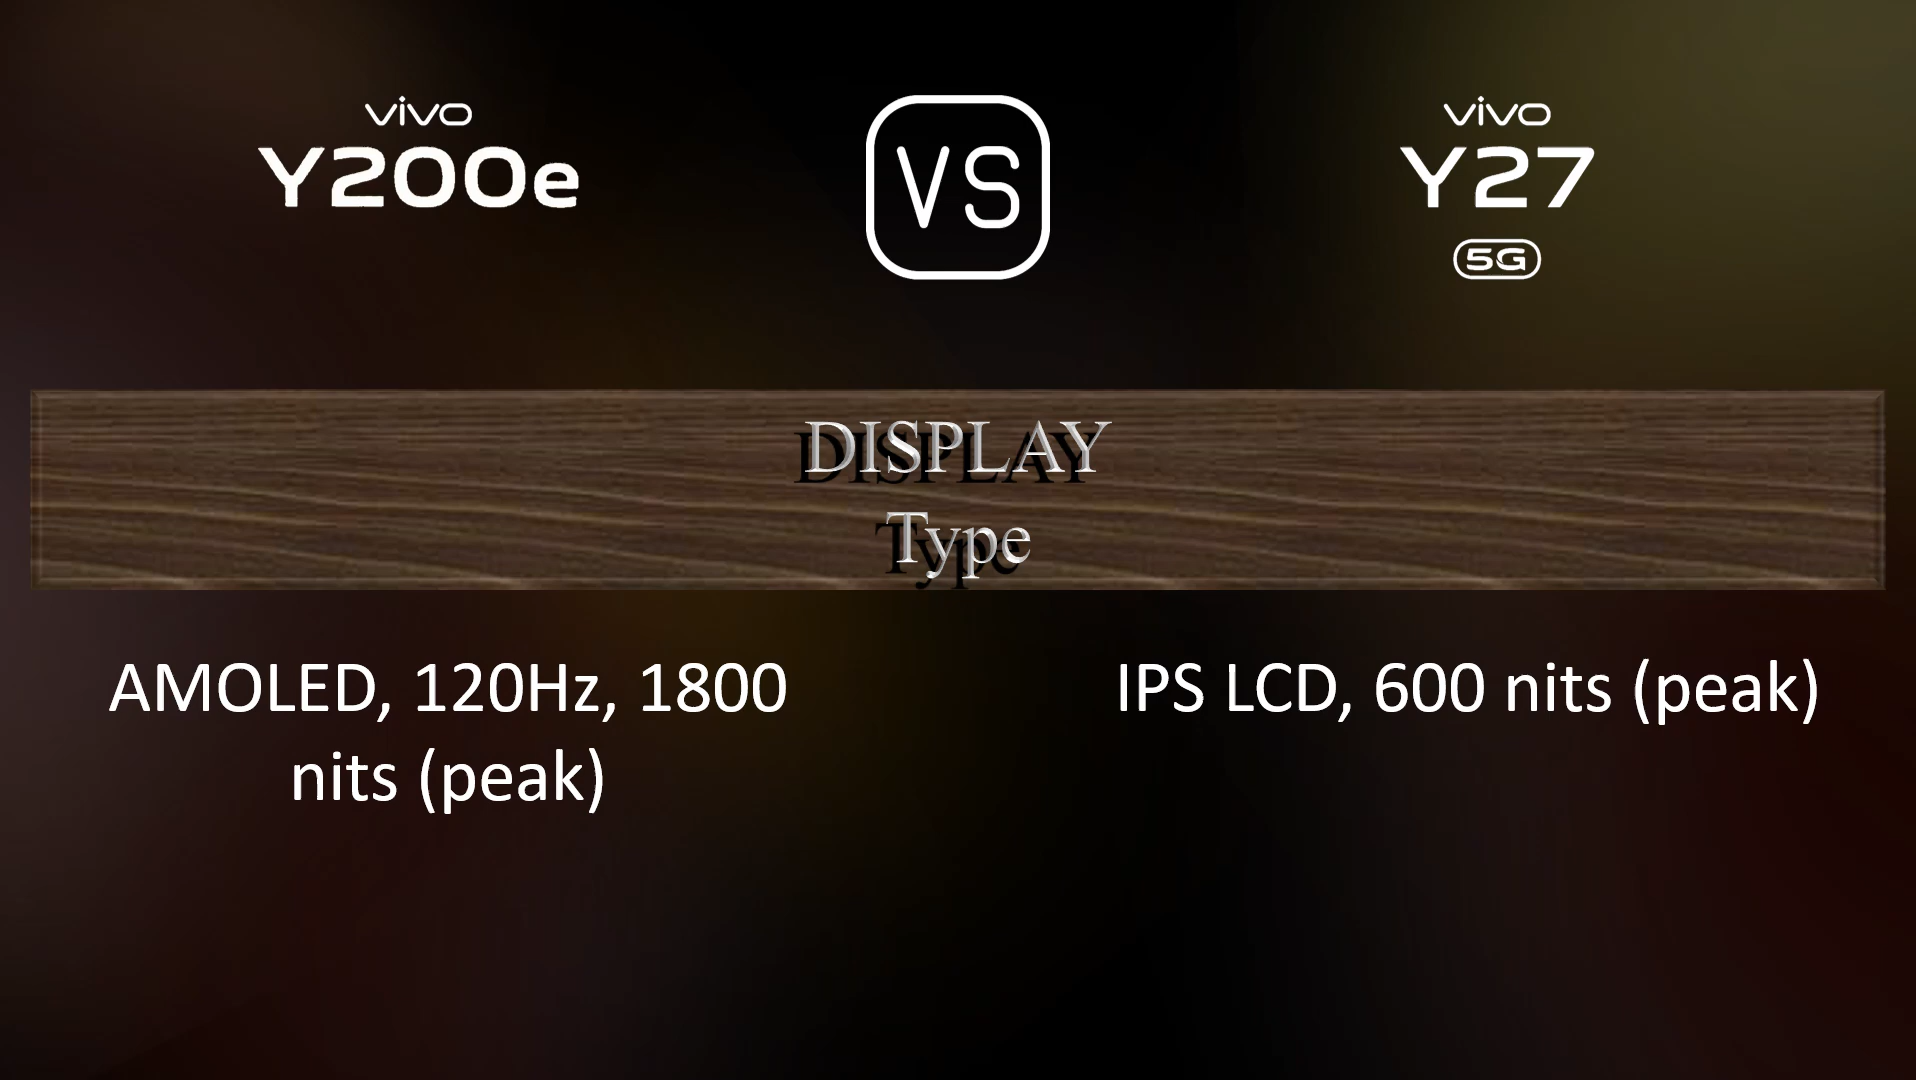 vivo
Y200e
VS
vivo
Y27
5G
DISPLAY
Type
AMOLED, 120Hz, 1800
nits (peak)
IPS LCD, 600 nits (peak)